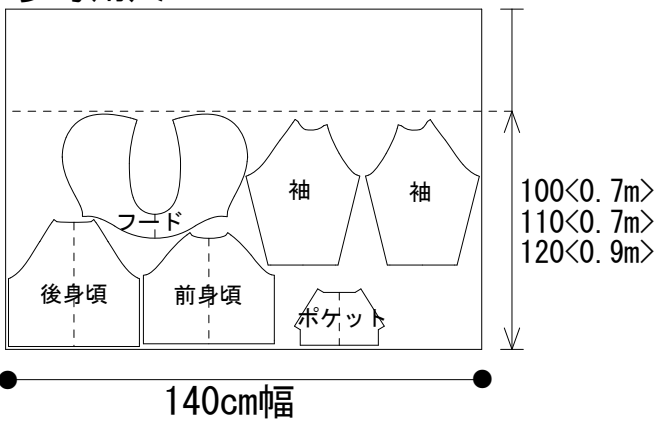 袖
袖
フード
後身頃
前身頃
ポケット
100<0.7m>
110<0.7m>
120<0.9m>
140cm幅